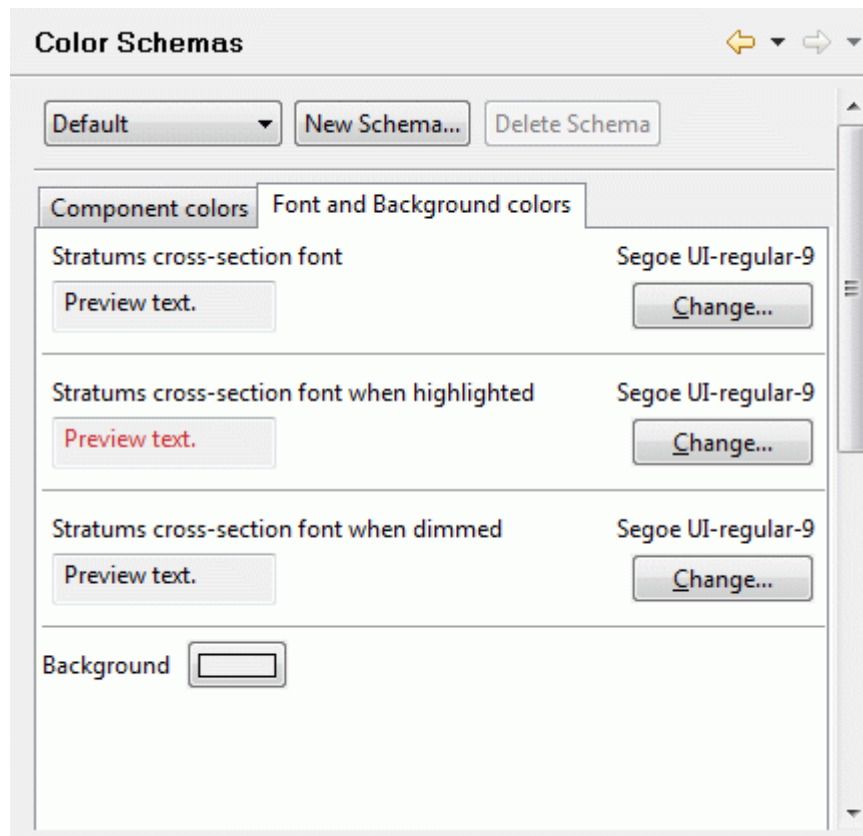 Color Schemas
Default New Schema... Delete Schema
Component colors Font and Background colors
Stratums cross-section font Segoe UI-regular-9
Preview text. Change...
Stratums cross-section font when highlighted Segoe UI-regular-9
Preview text. Change...
Stratums cross-section font when dimmed Segoe UI-regular-9
Preview text. Change...
Background